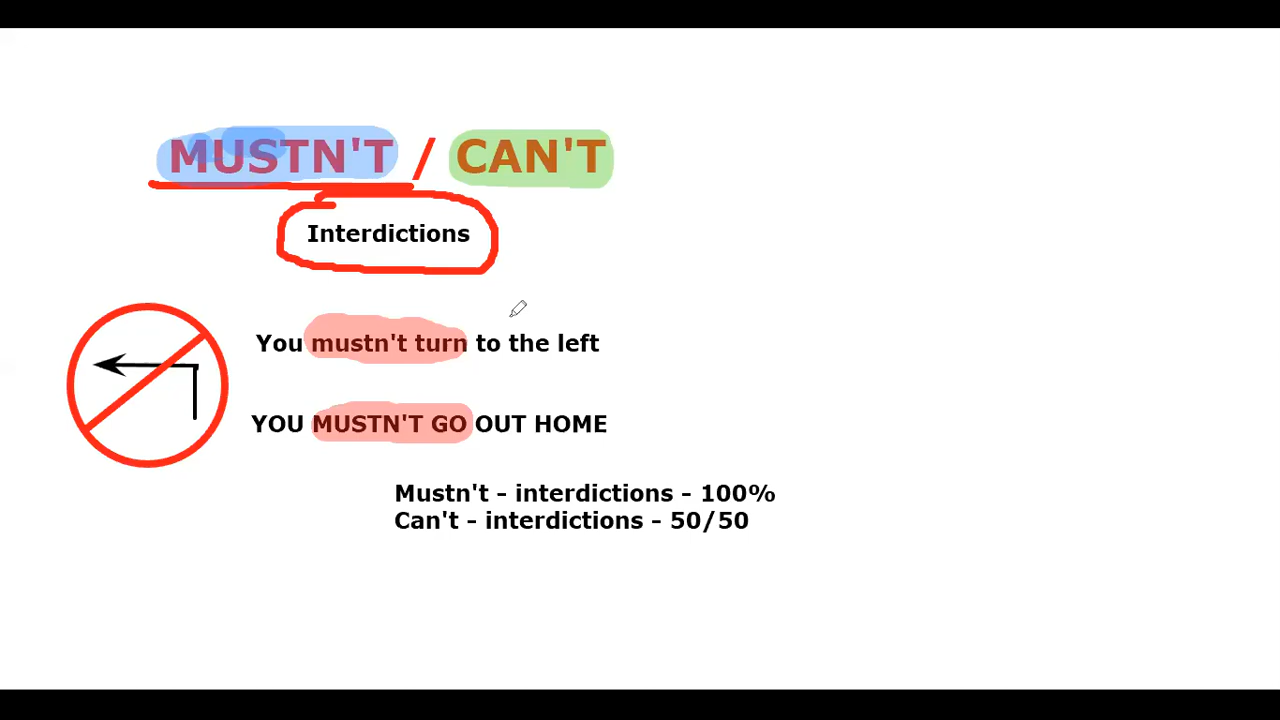 MUSTN'T / CAN'T
Interdictions
You mustn't turn to the left
YOU MUSTN'T GO OUT HOME
Mustn't - interdictions - 100%
Can't - interdictions - 50/50